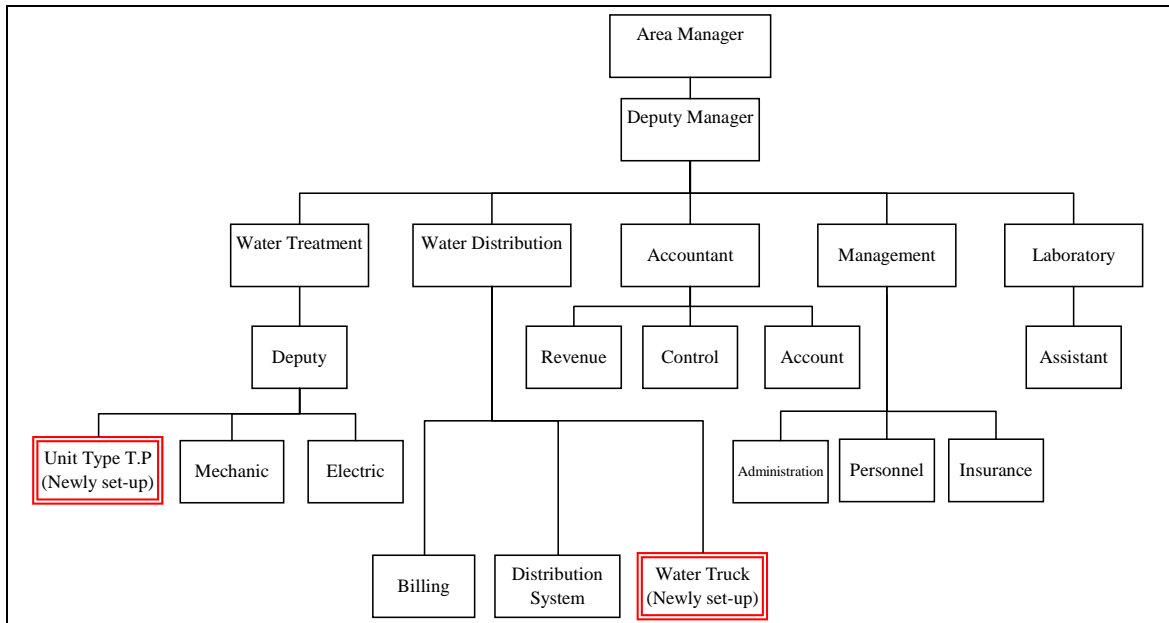 Area Manager
Deputy Manager
Water Treatment
Water Distribution
Accountant
Management
Laboratory
Deputy
Revenue
Control
Account
Assistant
Unit Type T.P
(Newly set-up)
Mechanic
Electric
Administration
Personnel
Insurance
Billing
Distribution
System
Water Truck
(Newly set-up)